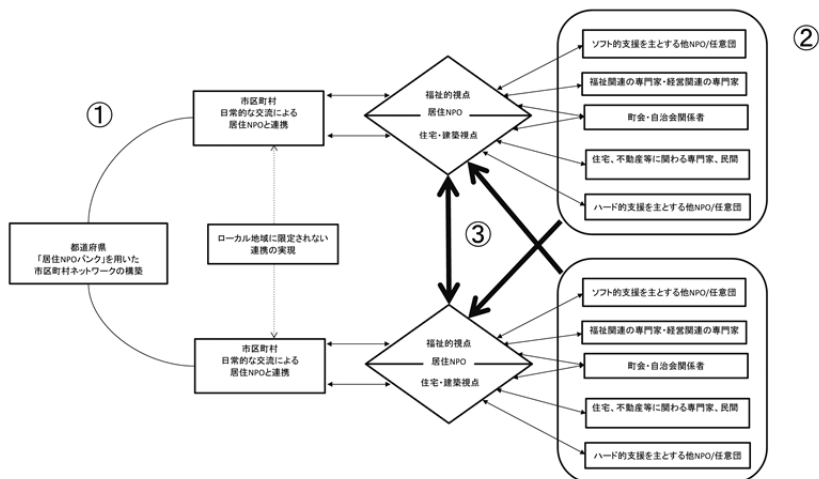 ①
②
③
市区町村
日常的な交流による
居住NPOと連携
福祉的視点
居住NPO
住宅・建築視点
ソフト的支援を主とする他NPO/任意団
福祉関連の専門家・経営関連の専門家
町会・自治会関係者
住宅、不動産等に関わる専門家、民間
ハード的支援を主とする他NPO/任意団
都道府県
「居住NPOバンク」を用いた
市区町村ネットワークの構築
ローカル地域に限定されない
連携の実現
市区町村
日常的な交流による
居住NPOと連携
福祉的視点
居住NPO
住宅・建築視点
ソフト的支援を主とする他NPO/任意団
福祉関連の専門家・経営関連の専門家
町会・自治会関係者
住宅、不動産等に関わる専門家、民間
ハード的支援を主とする他NPO/任意団